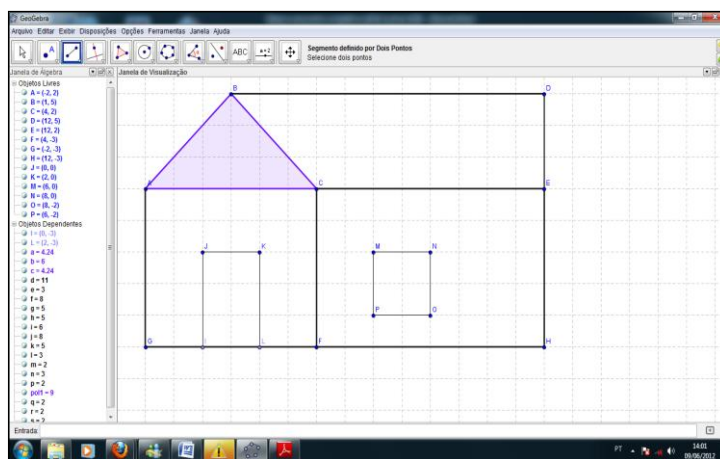 GeoGebra
Arquivo Editar Exibir Disposições Opções Ferramentas Janela Ajuda
ABC
a=2
Segmento definido por Dois Pontos
Selecione dois pontos
Janela de Álgebra
Janela de Visualização
Objetos Livres
A = (-2, 2)
B = (1, 5)
C = (4, 2)
D = (12, 5)
E = (12, 2)
F = (4, -3)
G = (-2, -3)
H = (12, -3)
J = (0, 0)
K = (2, 0)
M = (6, 0)
N = (8, 0)
O = (8, -2)
P = (6, -2)
Objetos Dependentes
I = (0, -3)
L = (2, -3)
a = 4.24
b = 6
c = 4.24
d = 11
e = 3
f = 8
g = 5
h = 5
i = 6
j = 8
k = 5
l = 3
m = 2
n = 3
p = 2
pol1 = 9
q = 2
r = 2
B
D
A
C
E
J
K
M
N
P
O
G
I
L
F
H
Entrada:
PT
14:01
09/06/2012